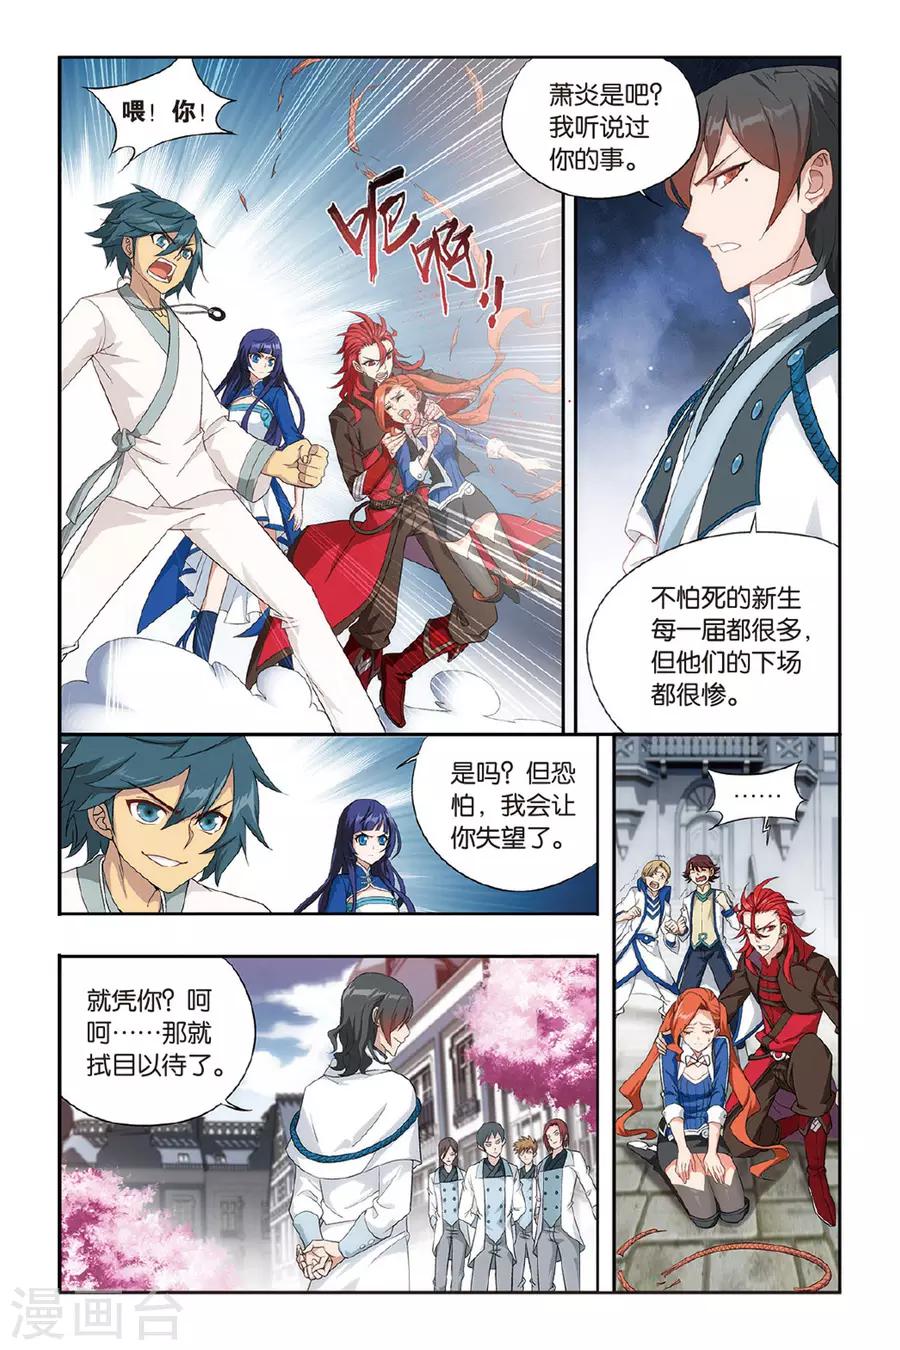 喂！你！
呃啊！！
萧炎是吧？
我听说过
你的事。
不怕死的新生
每一届都很多，
但他们的下场
都很惨。
是吗？但恐
怕，我会让
你失望了。
……
就凭你？呵
呵……那就
拭目以待了。
漫画台